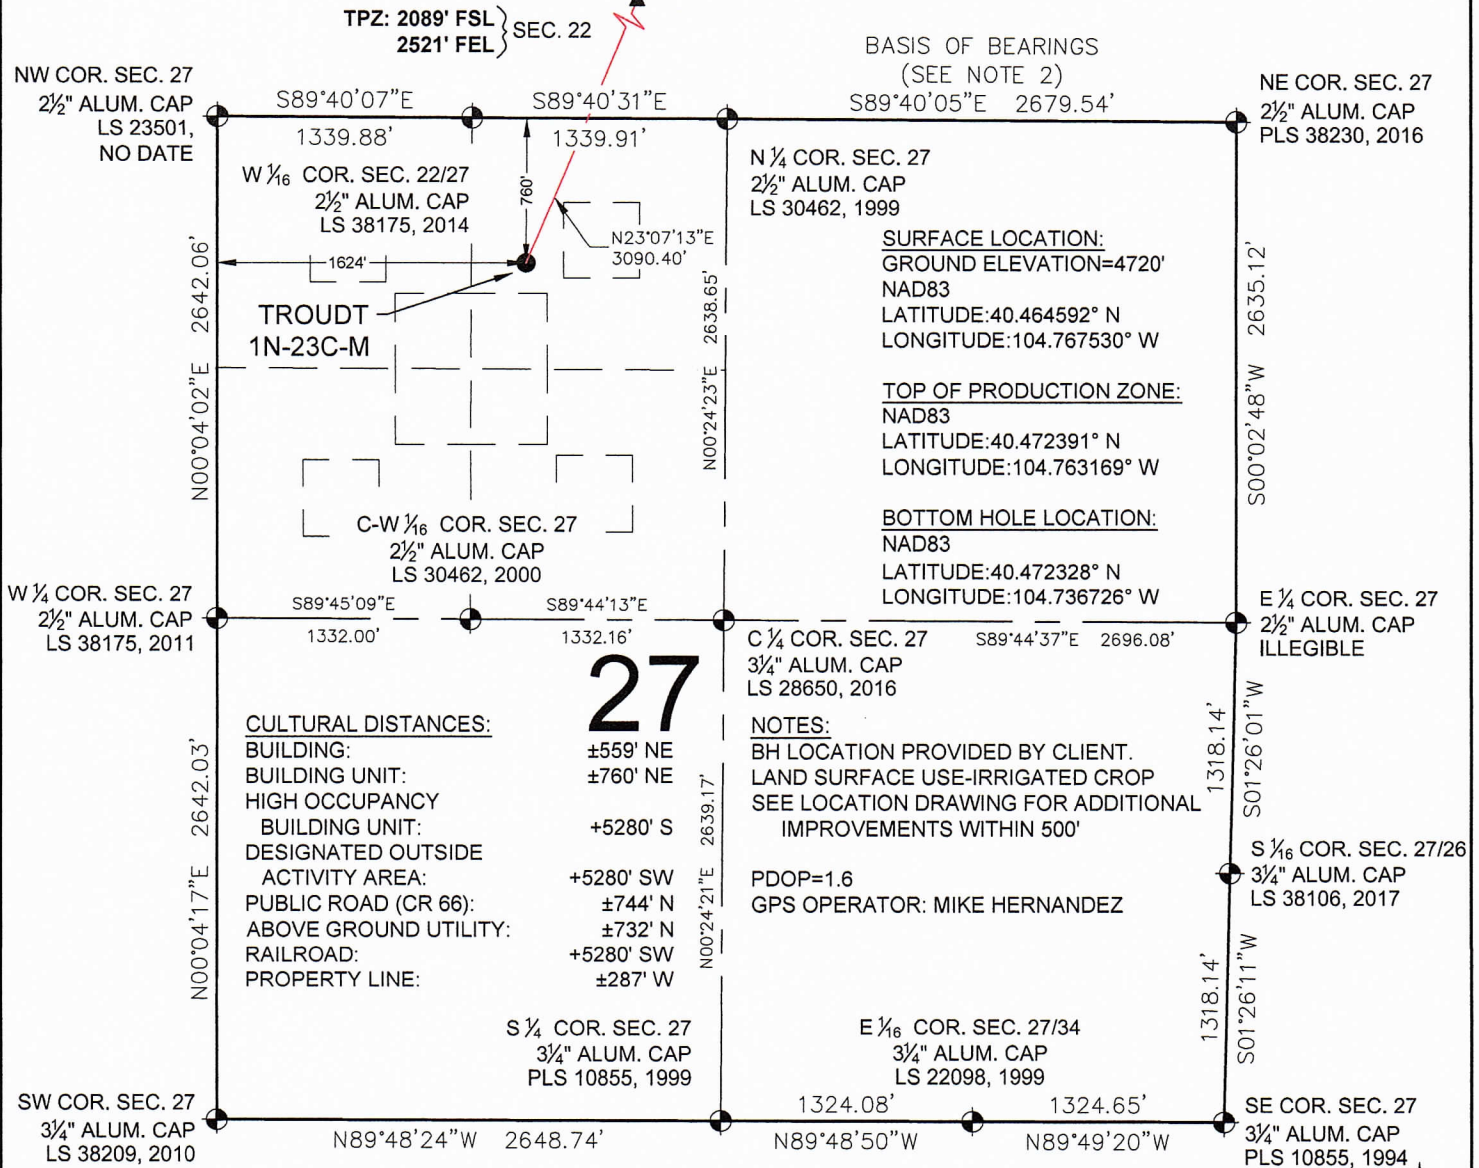 TPZ: 2089' FSL
2521' FEL
SEC. 22
BASIS OF BEARINGS
(SEE NOTE 2)
NW COR. SEC. 27
2½" ALUM. CAP
LS 23501,
NO DATE
S89°40'07"E
1339.88'
S89°40'31"E
1339.91'
S89°40'05"E 2679.54'
NE COR. SEC. 27
2½" ALUM. CAP
PLS 38230, 2016
W 1/16 COR. SEC. 22/27
2½" ALUM. CAP
LS 38175, 2014
760'
N ¼ COR. SEC. 27
2½" ALUM. CAP
LS 30462, 1999
N23°07'13"E
3090.40'
1624'
TROUDT
1N-23C-M
N00°04'02"E 2642.06'
N00°24'23"E 2638.65'
SURFACE LOCATION:
GROUND ELEVATION=4720'
NAD83
LATITUDE:40.464592° N
LONGITUDE:104.767530° W
TOP OF PRODUCTION ZONE:
NAD83
LATITUDE:40.472391° N
LONGITUDE:104.763169° W
BOTTOM HOLE LOCATION:
NAD83
LATITUDE:40.472328° N
LONGITUDE:104.736726° W
S00°02'48"W 2635.12'
C-W 1/16 COR. SEC. 27
2½" ALUM. CAP
LS 30462, 2000
W ¼ COR. SEC. 27
2½" ALUM. CAP
LS 38175, 2011
S89°45'09"E
1332.00'
S89°44'13"E
1332.16'
C ¼ COR. SEC. 27
3¼" ALUM. CAP
LS 28650, 2016
S89°44'37"E 2696.08'
E ¼ COR. SEC. 27
2½" ALUM. CAP
ILLEGIBLE
27
CULTURAL DISTANCES:
BUILDING: ±559' NE
BUILDING UNIT: ±760' NE
HIGH OCCUPANCY
BUILDING UNIT: +5280' S
DESIGNATED OUTSIDE
ACTIVITY AREA: +5280' SW
PUBLIC ROAD (CR 66): ±744' N
ABOVE GROUND UTILITY: ±732' N
RAILROAD: +5280' SW
PROPERTY LINE: ±287' W
N00°04'17"E 2642.03'
N00°24'21"E 2639.17'
NOTES:
BH LOCATION PROVIDED BY CLIENT.
LAND SURFACE USE-IRRIGATED CROP
SEE LOCATION DRAWING FOR ADDITIONAL
IMPROVEMENTS WITHIN 500'
PDOP=1.6
GPS OPERATOR: MIKE HERNANDEZ
1318.14'
S01°26'01"W
S 1/16 COR. SEC. 27/26
3¼" ALUM. CAP
LS 38106, 2017
1318.14'
S01°26'11"W
S ¼ COR. SEC. 27
3¼" ALUM. CAP
PLS 10855, 1999
E 1/16 COR. SEC. 27/34
3¼" ALUM. CAP
LS 22098, 1999
SW COR. SEC. 27
3¼" ALUM. CAP
LS 38209, 2010
N89°48'24"W 2648.74'
1324.08'
N89°48'50"W
1324.65'
N89°49'20"W
SE COR. SEC. 27
3¼" ALUM. CAP
PLS 10855, 1994